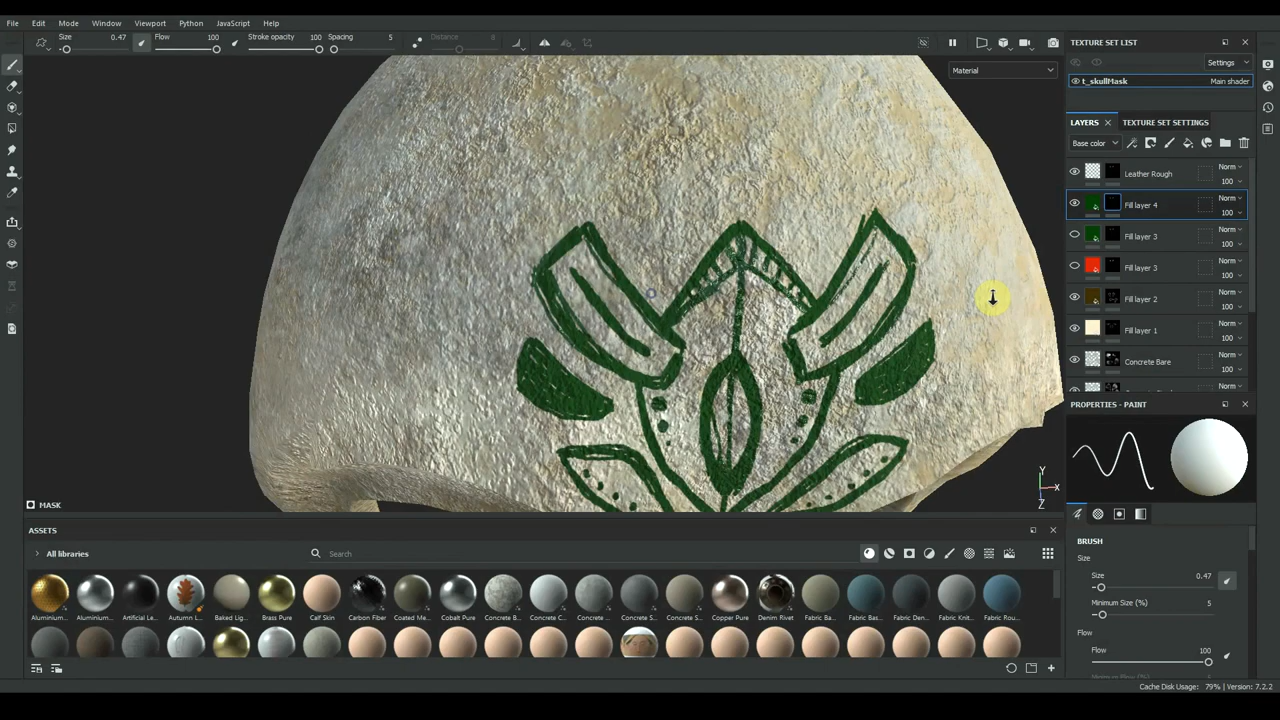 File Edit Mode Window Viewport Python JavaScript Help
Size 0.47 Flow 100 Stroke opacity 100 Spacing 5 Distance 8
Material
TEXTURE SET LIST
Settings
t_skullMask Main shader
LAYERS TEXTURE SET SETTINGS
Base color
Leather Rough Norm 100
Fill layer 4 Norm 100
Fill layer 3 Norm 100
Fill layer 3 Norm 100
Fill layer 2 Norm 100
Fill layer 1 Norm 100
Concrete Bare Norm 100
Norm
PROPERTIES - PAINT
Y
X
Z
MASK
BRUSH
Size
Size 0.47
Minimum Size (%) 5
Flow
Flow 100
ASSETS
All libraries
Search
Aluminium... Aluminium... Artificial Le... Autumn L... Baked Lig... Brass Pure Calf Skin Carbon Fiber Coated Me... Cobalt Pure Concrete B... Concrete C... Concrete ... Concrete S... Concrete S... Copper Pure Denim Rivet Fabric Ba... Fabric Bas... Fabric Den... Fabric Knit... Fabric Rou...
Cache Disk Usage: 79% | Version: 7.2.2